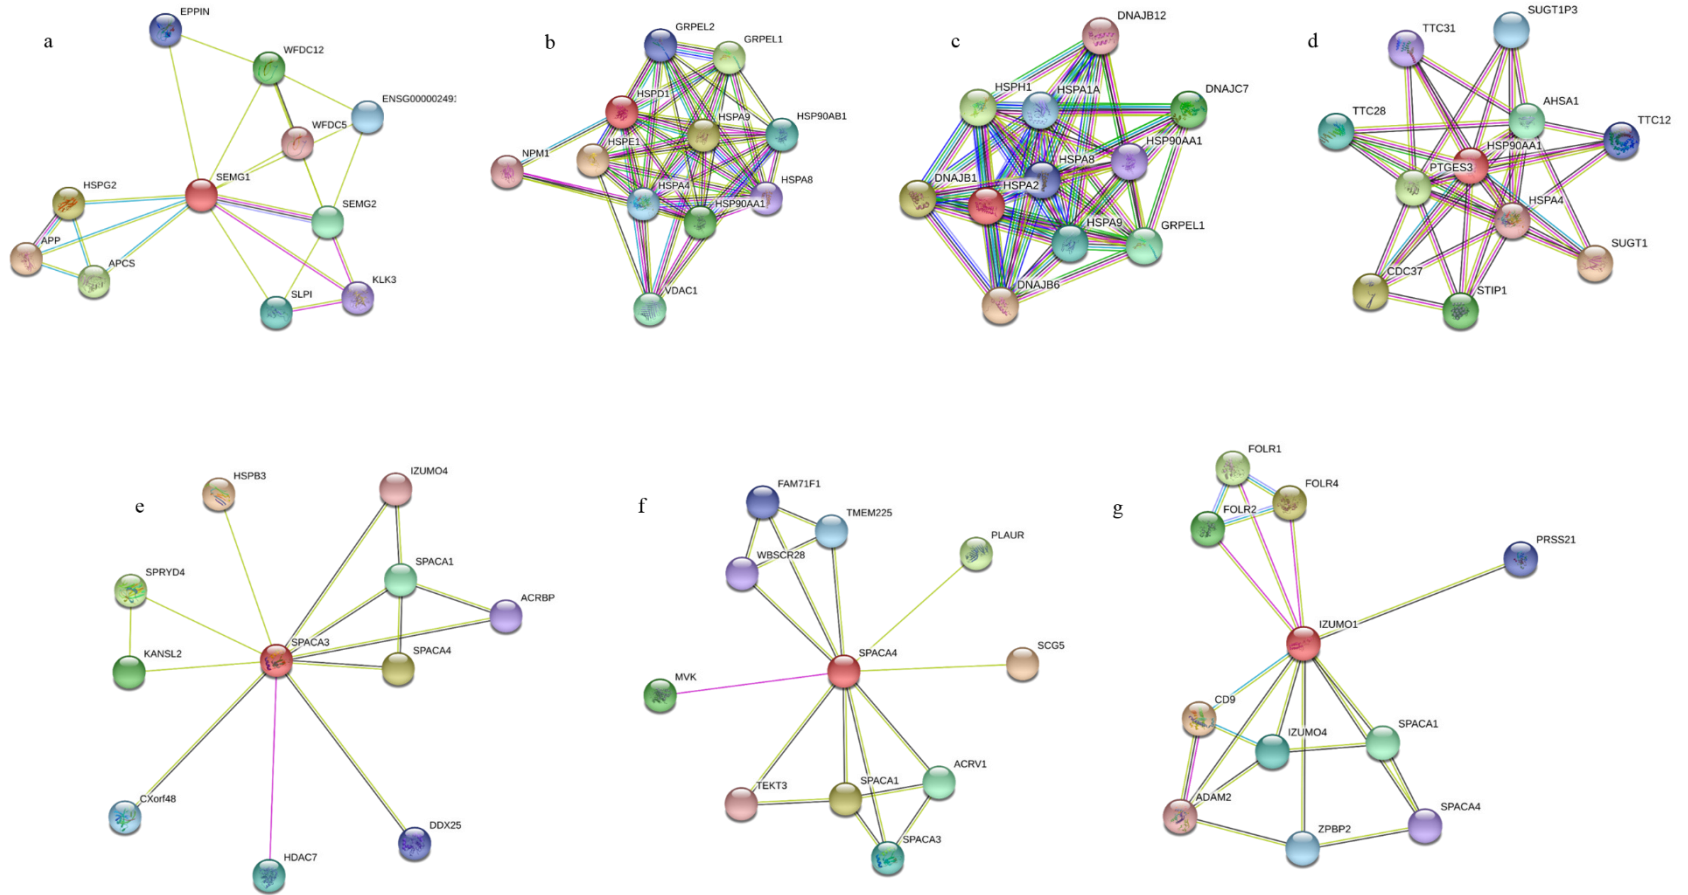 a
EPPIN
WFDC12
ENSG000002491
WFDC5
SEMG1
HSPG2
SEMG2
APP
APCS
SLPI
KLK3
b
GRPEL2
GRPEL1
HSPD1
HSPA9
HSP90AB1
HSPE1
NPM1
HSPA4
HSPA8
HSP90AA1
VDAC1
c
DNAJB12
HSPH1
HSPA1A
DNAJC7
HSP90AA1
HSPA8
DNAJB1
HSPA2
HSPA9
GRPEL1
DNAJB6
d
SUGT1P3
TTC31
AHSA1
TTC28
TTC12
HSP90AA1
PTGES3
HSPA4
SUGT1
CDC37
STIP1
e
HSPB3
IZUMO4
SPRYD4
SPACA1
ACRBP
SPACA3
KANSL2
SPACA4
CXorf48
DDX25
HDAC7
f
FAM71F1
TMEM225
WBSCR28
PLAUR
SPACA4
SCG5
MVK
TEKT3
SPACA1
ACRV1
SPACA3
g
FOLR1
FOLR4
FOLR2
PRSS21
IZUMO1
CD9
IZUMO4
SPACA1
ADAM2
ZPBP2
SPACA4